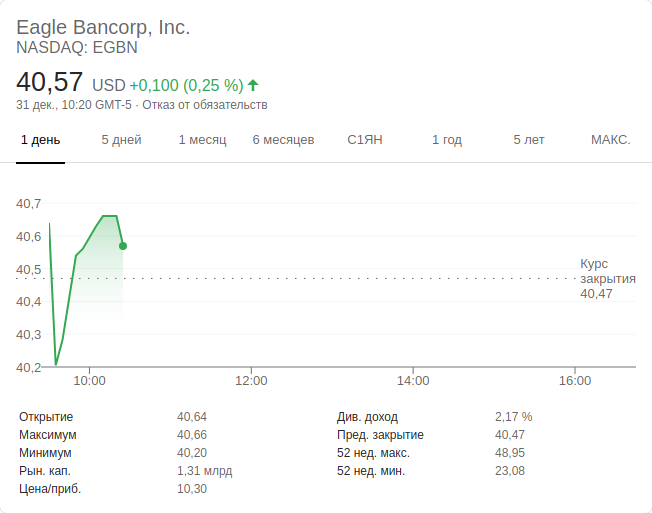 Eagle Bancorp, Inc.
NASDAQ: EGBN
40,57 USD +0,100 (0,25 %)
31 дек., 10:20 GMT-5 · Отказ от обязательств
1 день 5 дней 1 месяц 6 месяцев С1ЯН 1 год 5 лет МАКС.
40,7
40,6
40,5
40,4
40,3
40,2
Курс
закрытия
40,47
10:00 12:00 14:00 16:00
Открытие 40,64 Див. доход 2,17 %
Максимум 40,66 Пред. закрытие 40,47
Минимум 40,20 52 нед. макс. 48,95
Рын. кап. 1,31 млрд 52 нед. мин. 23,08
Цена/приб. 10,30